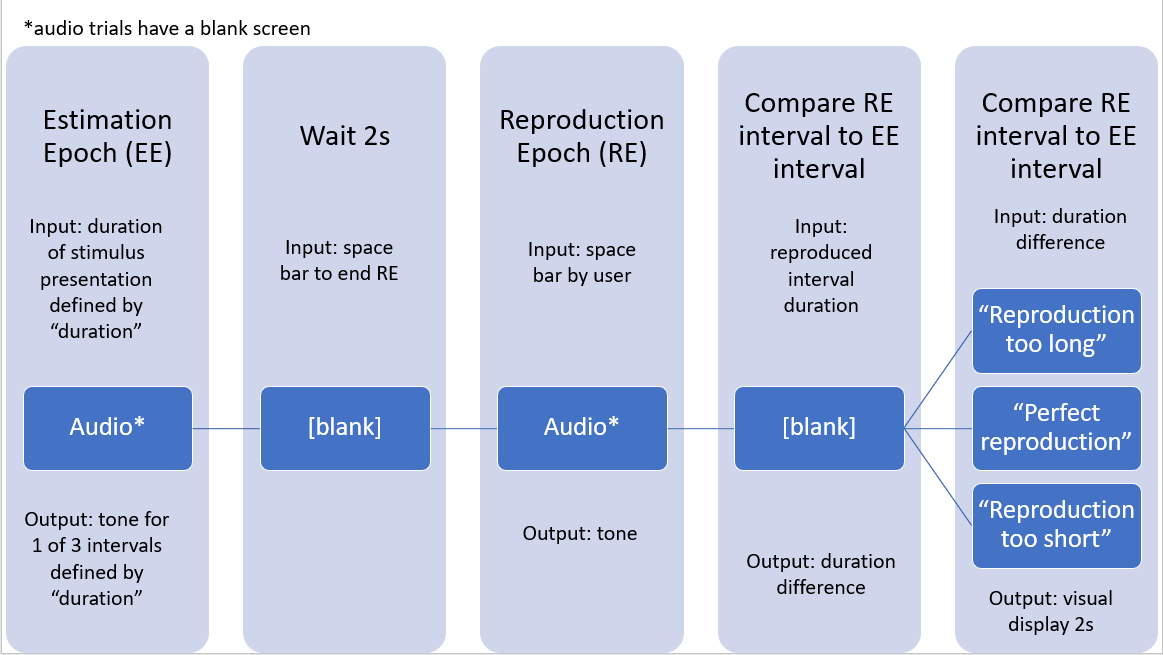 *audio trials have a blank screen
Estimation
Epoch (EE)
Input: duration
of stimulus
presentation
defined by
“duration”
Audio*
Output: tone for
1 of 3 intervals
defined by
“duration”
Wait 2s
Input: space
bar to end RE
[blank]
Reproduction
Epoch (RE)
Input: space
bar by user
Audio*
Output: tone
Compare RE
interval to EE
interval
Input:
reproduced
interval
duration
[blank]
Output: duration
difference
Compare RE
interval to EE
interval
Input: duration
difference
“Reproduction
too long”
“Perfect
reproduction”
“Reproduction
too short”
Output: visual
display 2s